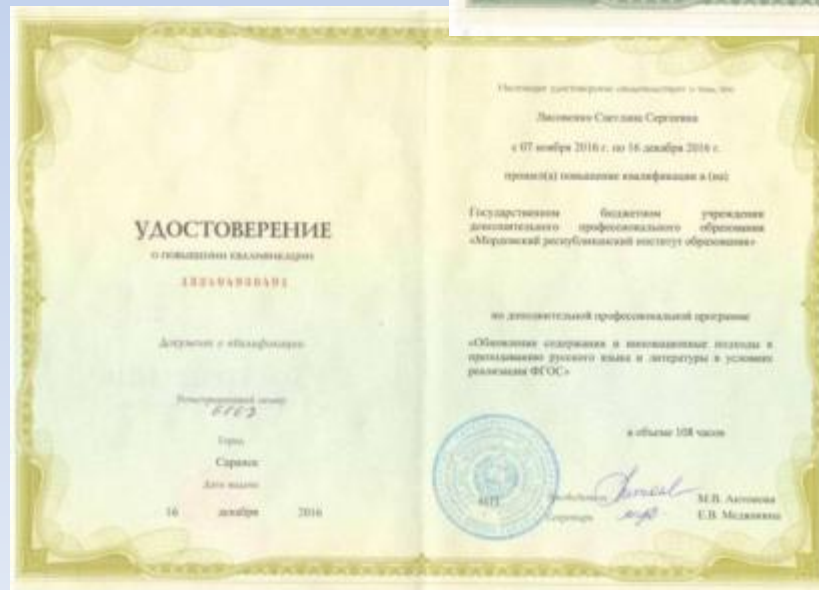 УДОСТОВЕРЕНИЕ
О ПОВЫШЕНИИ КВАЛИФИКАЦИИ
Документ о квалификации
Регистрационный номер
Город
Саранск
Дата выдачи
16 декабря 2016
Настоящее удостоверение свидетельствует о том, что
Светлана Сергеевна
с 07 ноября 2016 г. по 16 декабря 2016 г.
прошел(а) повышение квалификации в (на)
Государственном бюджетном учреждении
дополнительного профессионального образования
«Мордовский республиканский институт образования»
по дополнительной профессиональной программе
«Обновление содержания и инновационные подходы в
преподавании русского языка и литературы в условиях
реализации ФГОС»
в объеме 108 часов
Руководитель М.В. Антонова
Секретарь Е.В.